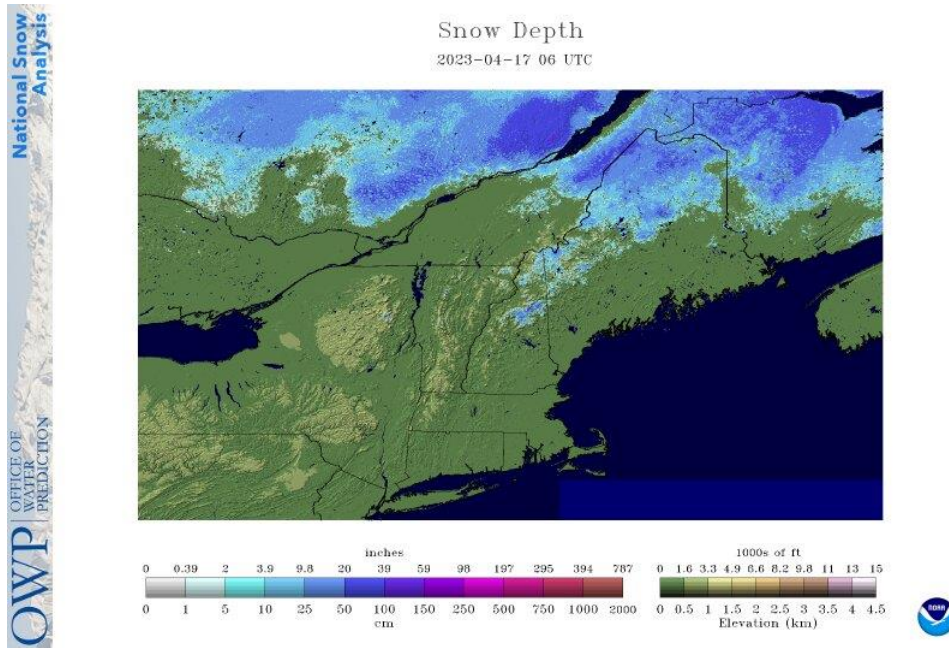 National Snow
Analysis
OWP
OFFICE OF
WATER
PREDICTION
Snow Depth
2023-04-17 06 UTC
inches
0 0.39 2 3.9 9.8 20 39 59 98 197 295 394 787
0 1 5 10 25 50 100 150 250 500 750 1000 2000
cm
1000s of ft
0 1.6 3.3 4.9 6.6 8.2 9.8 11 13 15
0 0.5 1 1.5 2 2.5 3 3.5 4 4.5
Elevation (km)
NOAA